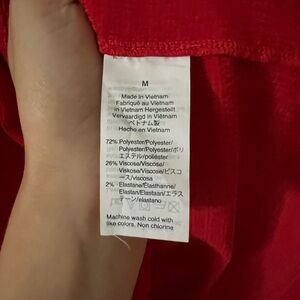 M
Made in Vietnam
Fabriqué au Vietnam
in Vietnam Hergestellt
Vervaardigd in Vietnam
ベトナム製
Hecho en Vietnam
72% Polyester/Polyester/
Polyester/Polyester/ポリ
エステル/poliéster
26% Viscose/Viscose/
Viskose/Viscose/ビスコ
ース/viscosa
2% Elastane/Élasthanne/
Elastan/Elastaan/エラス
テーン/elastano
Machine wash cold with
like colors. Non chlorine